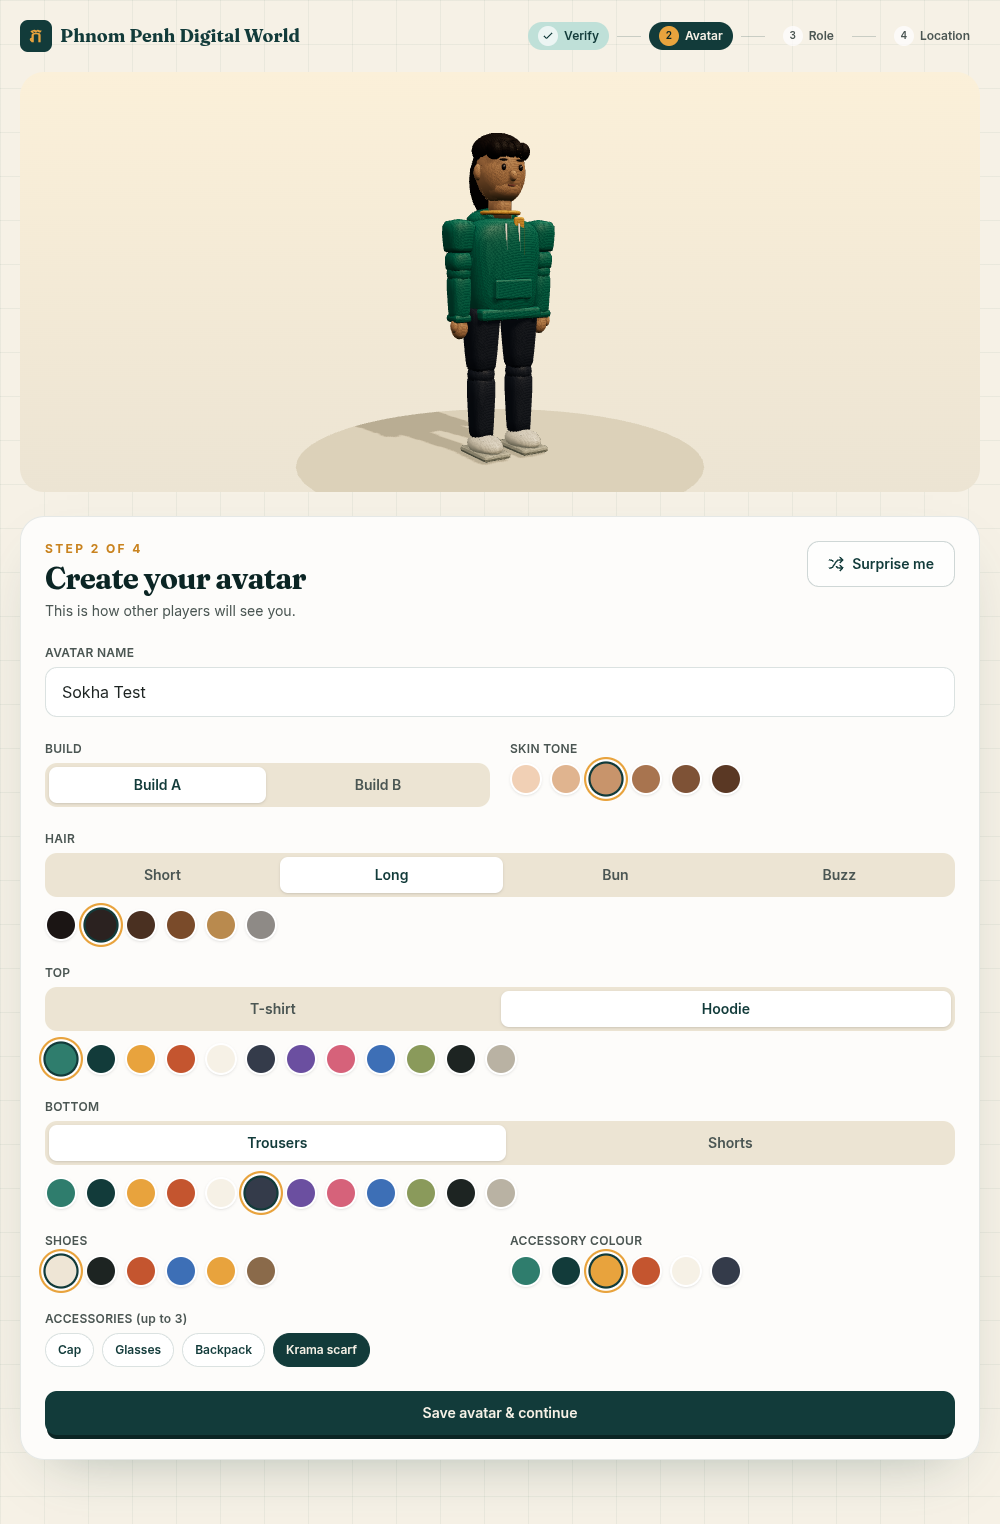 Phnom Penh Digital World
Verify
2 Avatar
3 Role
4 Location
STEP 2 OF 4
Create your avatar
This is how other players will see you.
Surprise me
AVATAR NAME
Sokha Test
BUILD
Build A
Build B
SKIN TONE
HAIR
Short
Long
Bun
Buzz
TOP
T-shirt
Hoodie
BOTTOM
Trousers
Shorts
SHOES
ACCESSORY COLOUR
ACCESSORIES (up to 3)
Cap
Glasses
Backpack
Krama scarf
Save avatar & continue